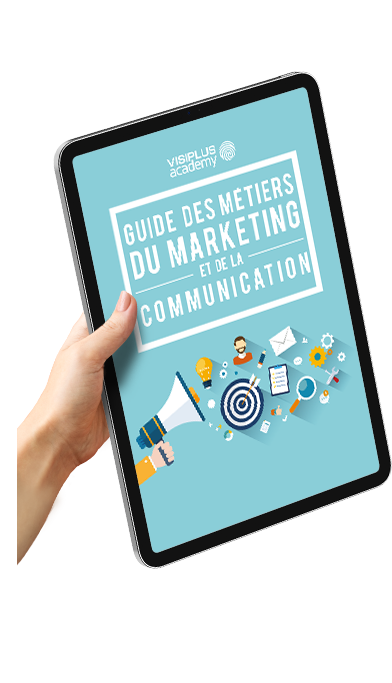 VISIPLUS
academy
GUIDE DES MÉTIERS
DU MARKETING
ET DE LA
COMMUNICATION